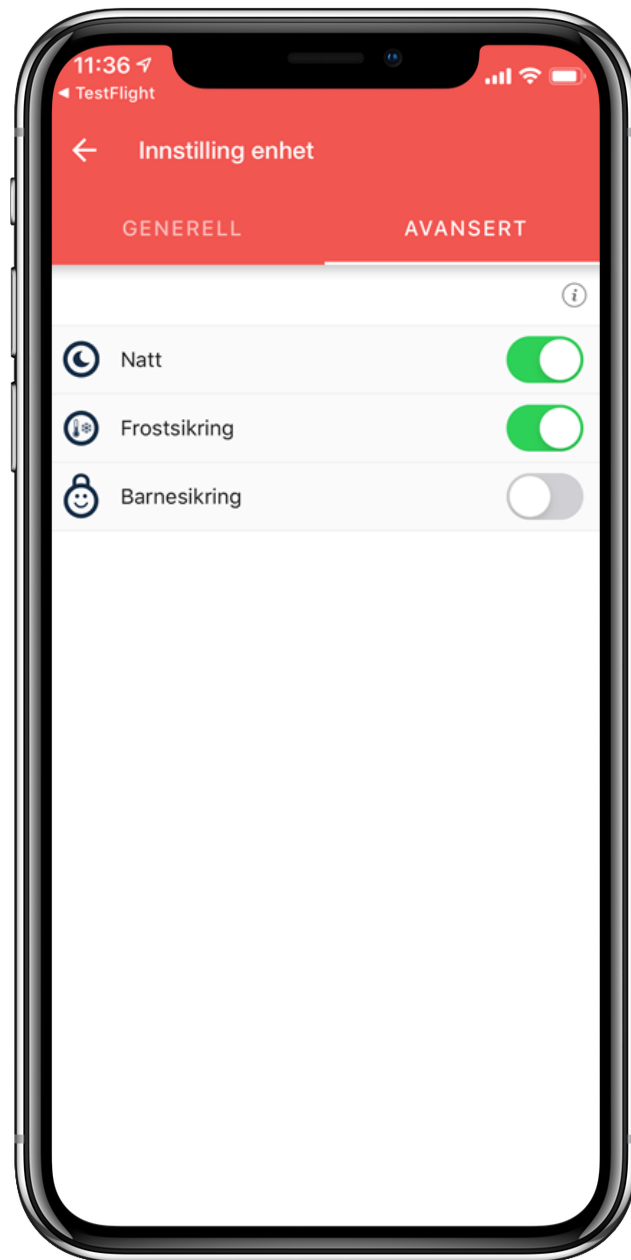 11:36
◀ TestFlight
Innstilling enhet
GENERELL
AVANSERT
i
Natt
Frostsikring
Barnesikring